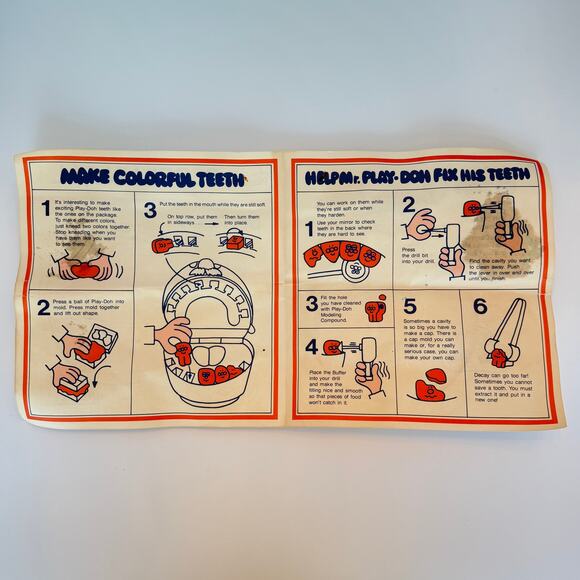 MAKE COLORFUL TEETH
1
It's interesting to make
exciting Play-Doh teeth like
the ones on the package.
To make different colors,
just knead two colors together.
Stop kneading when you
have them like you want
to see them.
2
Press a ball of Play-Doh into
mold. Press mold together
and lift out shape.
3
Put the teeth in the mouth while they are still soft.
On top row, put them
in sideways
Then turn them
into place
HELP Mr. PLAY-DOH FIX HIS TEETH
1
You can work on them while
they're still soft or when
they harden.
Use your mirror to check
teeth in the back where
they are hard to see.
2
Press
the drill bit
into your drill.
Find the cavity you want
to clean away. Push
the lever in over and over
until you finish.
3
Fill the hole
you have cleaned
with Play-Doh
Modeling
Compound.
4
Place the Buffer
into your drill
and make the
filling nice and smooth
so that pieces of food
won't catch in it.
5
Sometimes a cavity
is so big you have to
make a cap. There is
a cap mold you can
make or, for a really
serious case, you can
make your own cap.
6
Decay can go too far!
Sometimes you cannot
save a tooth. You must
extract it and put in a
new one!